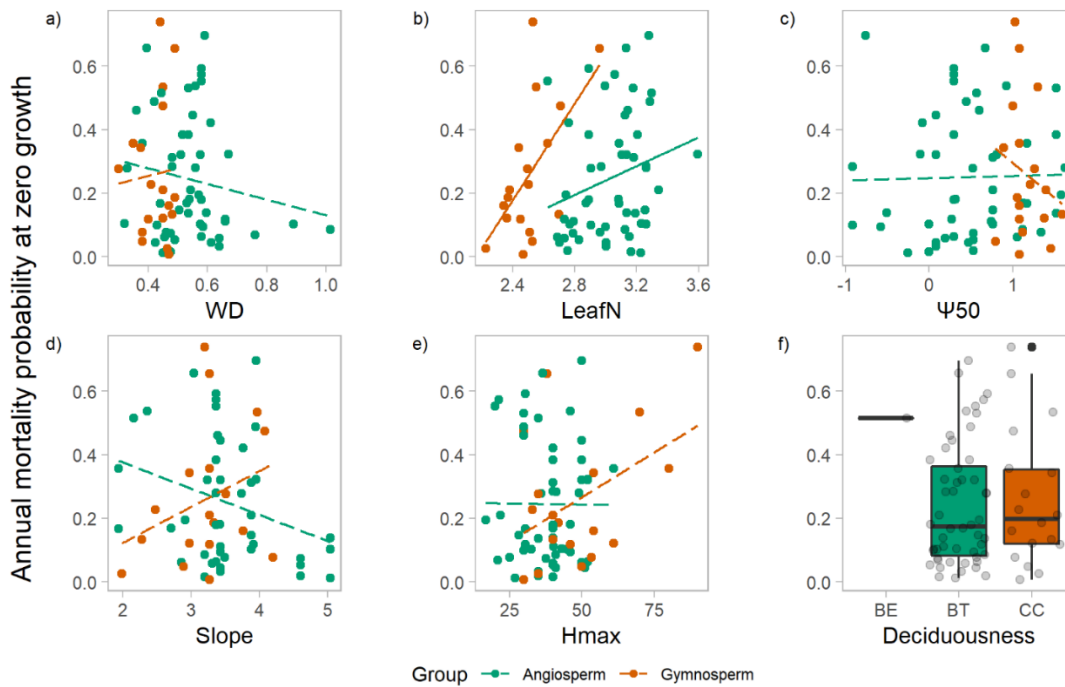 a)
b)
c)
0.6
0.4
0.2
0.0
0.6
0.4
0.2
0.0
0.6
0.4
0.2
0.0
0.4 0.6 0.8 1.0
2.4 2.8 3.2 3.6
-1 0 1
WD
LeafN
Ψ50
Annual mortality probability at zero growth
d)
e)
f)
0.6
0.4
0.2
0.0
0.6
0.4
0.2
0.0
0.6
0.4
0.2
0.0
2 3 4 5
25 50 75
BE BT CC
Slope
Hmax
Deciduousness
Group Angiosperm Gymnosperm